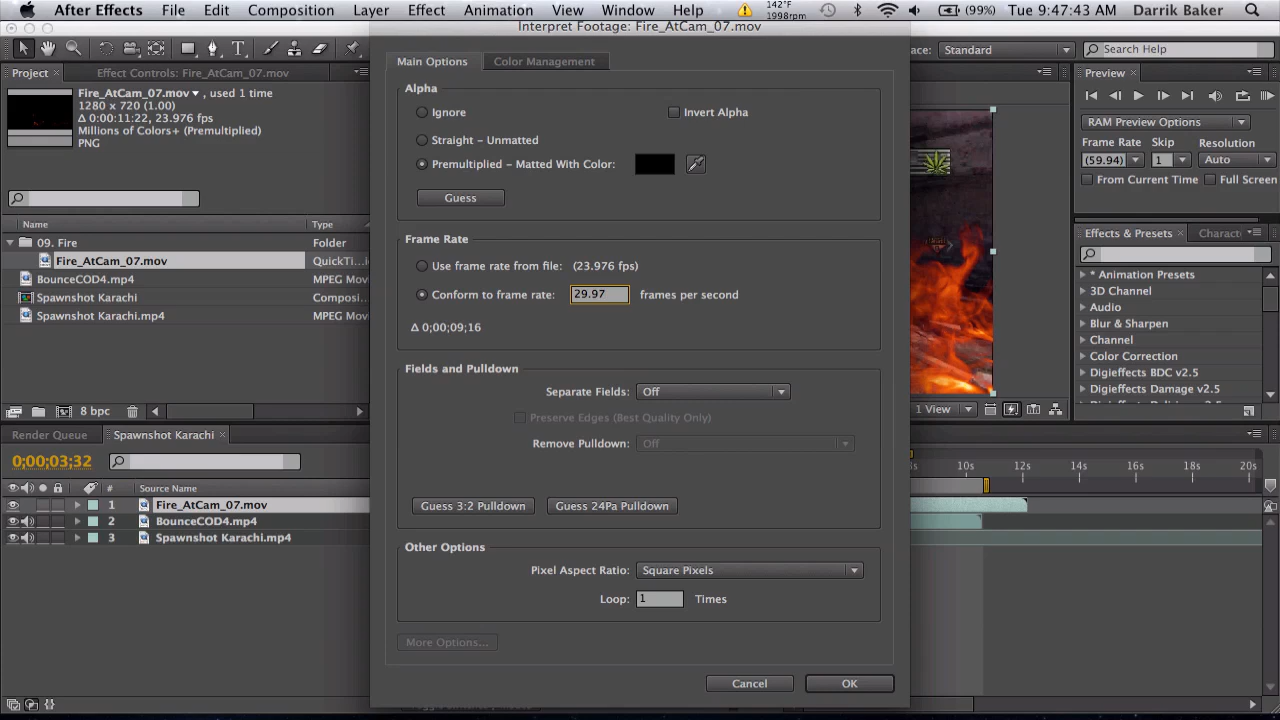 After Effects File Edit Composition Layer Effect Animation View Window Help 142°F 1998rpm (99%) Tue 9:47:43 AM Darrik Baker
Interpret Footage: Fire_AtCam_07.mov
Standard Search Help
Project × Effect Controls: Fire_AtCam_07.mov
Main Options Color Management
Preview ×
Fire_AtCam_07.mov▼, used 1 time
1280 x 720 (1.00)
Δ 0:00:11:22, 23.976 fps
Millions of Colors+ (Premultiplied)
PNG
Alpha
Ignore Invert Alpha
Straight – Unmatted
Premultiplied – Matted With Color:
Guess
RAM Preview Options
Frame Rate Skip Resolution
(59.94) 1 Auto
From Current Time Full Screen
Name Type
09. Fire Folder
Fire_AtCam_07.mov QuickTi...
BounceCOD4.mp4 MPEG Movi
Spawnshot Karachi Composi...
Spawnshot Karachi.mp4 MPEG Movi
Frame Rate
Use frame rate from file: (23.976 fps)
Conform to frame rate: 29.97 frames per second
Δ 0;00;09;16
Effects & Presets ×
* Animation Presets
3D Channel
Audio
Blur & Sharpen
Channel
Color Correction
Digieffects BDC v2.5
Digieffects Damage v2.5
Fields and Pulldown
Separate Fields: Off
Preserve Edges (Best Quality Only)
Remove Pulldown: Off
Guess 3:2 Pulldown Guess 24Pa Pulldown
8 bpc
1 View
Render Queue Spawnshot Karachi ×
0;00;03;32
# Source Name
10s 12s 14s 16s 18s 20s
1 Fire_AtCam_07.mov
2 BounceCOD4.mp4
3 Spawnshot Karachi.mp4
Other Options
Pixel Aspect Ratio: Square Pixels
Loop: 1 Times
More Options...
Cancel OK